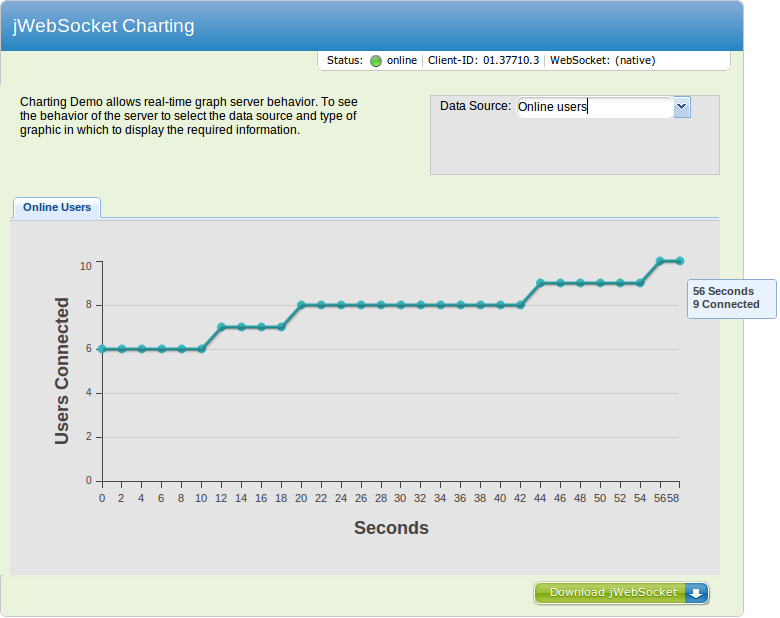 jWebSocket Charting
Status: online Client-ID: 01.37710.3 WebSocket: (native)
Charting Demo allows real-time graph server behavior. To see
the behavior of the server to select the data source and type of
graphic in which to display the required information.
Data Source: Online users
Online Users
10
8
6
4
2
0
Users Connected
56 Seconds
9 Connected
0 2 4 6 8 10 12 14 16 18 20 22 24 26 28 30 32 34 36 38 40 42 44 46 48 50 52 54 56 58
Seconds
Download jWebSocket